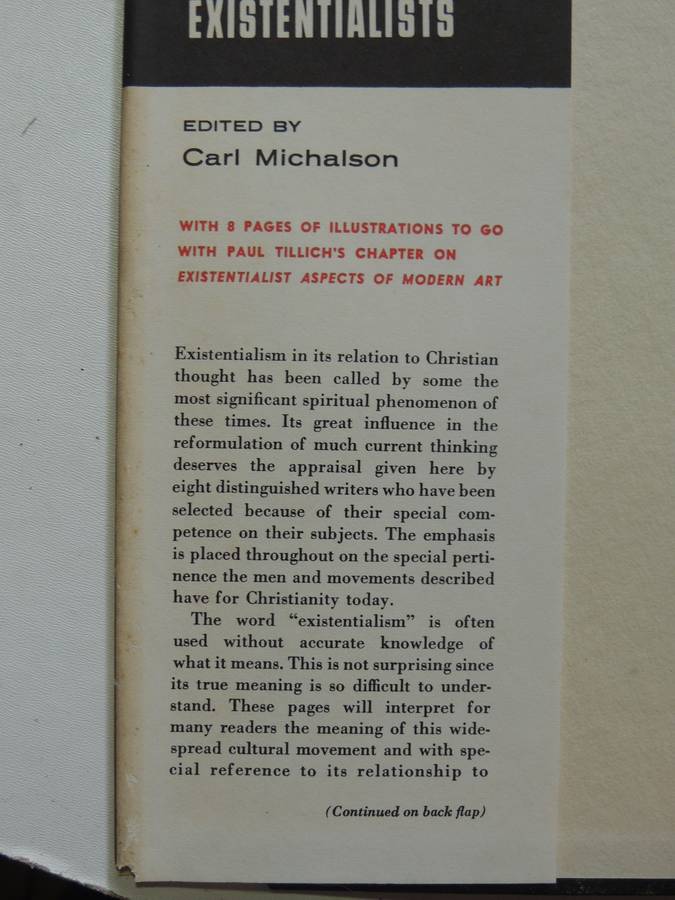 EXISTENTIALISTS
EDITED BY
Carl Michalson
WITH 8 PAGES OF ILLUSTRATIONS TO GO
WITH PAUL TILLICH'S CHAPTER ON
EXISTENTIALIST ASPECTS OF MODERN ART
Existentialism in its relation to Christian
thought has been called by some the
most significant spiritual phenomenon of
these times. Its great influence in the
reformulation of much current thinking
deserves the appraisal given here by
eight distinguished writers who have been
selected because of their special com-
petence on their subjects. The emphasis
is placed throughout on the special perti-
nence the men and movements described
have for Christianity today.
The word “existentialism” is often
used without accurate knowledge of
what it means. This is not surprising since
its true meaning is so difficult to under-
stand. These pages will interpret for
many readers the meaning of this wide-
spread cultural movement and with spe-
cial reference to its relationship to
(Continued on back flap)